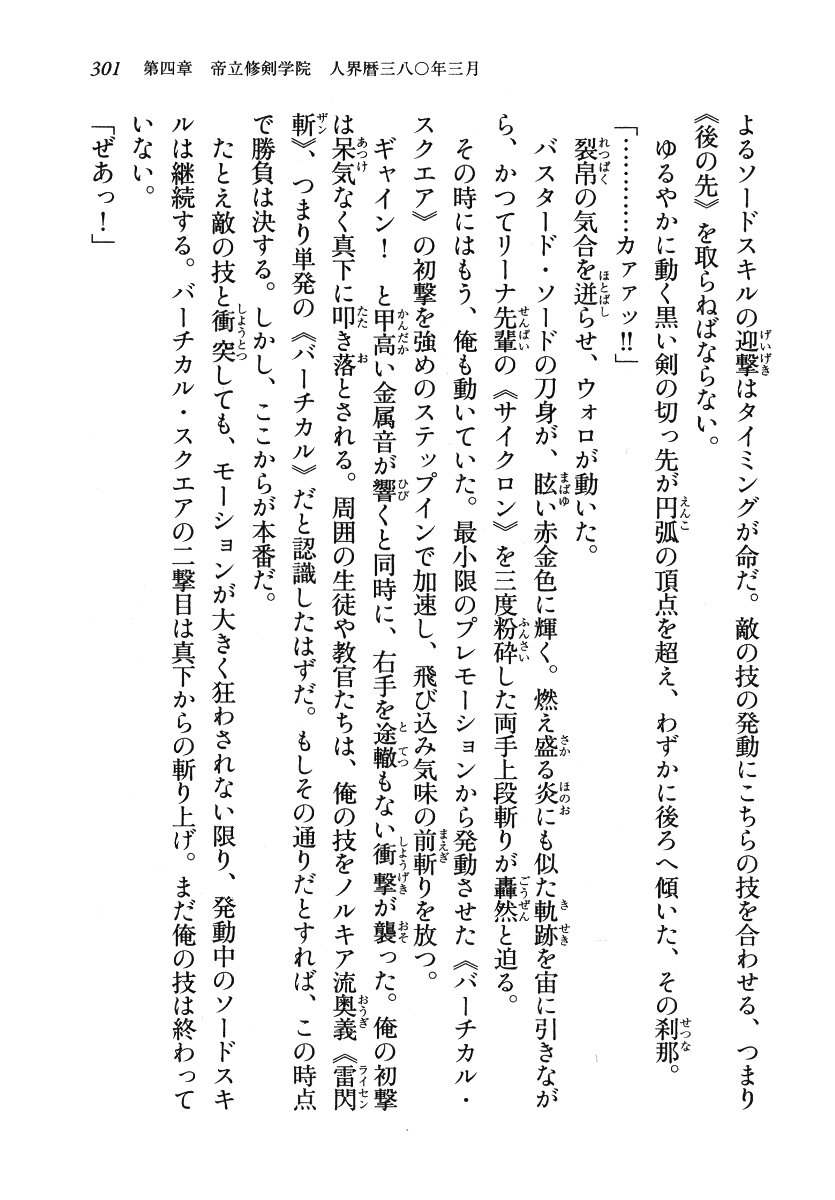 301 第四章 帝立修剣学院 人界暦三八〇年三月
よるソードスキルの迎撃はタイミングが命だ。敵の技の発動にこちらの技を合わせる、つまり
《後の先》を取らねばならない。
ゆるやかに動く黒い剣の切っ先が円弧の頂点を超え、わずかに後ろへ傾いた、その刹那。
「…………カァァッ!!」
裂帛の気合を迸らせ、ウォロが動いた。
バスタード・ソードの刀身が、眩い赤金色に輝く。燃え盛る炎にも似た軌跡を宙に引きなが
ら、かつてリーナ先輩の《サイクロン》を三度粉砕した両手上段斬りが轟然と迫る。
その時にはもう、俺も動いていた。最小限のプレモーションから発動させた《バーチカル・
スクエア》の初撃を強めのステップインで加速し、飛び込み気味の前斬りを放つ。
ギャイン! と甲高い金属音が響くと同時に、右手を途轍もない衝撃が襲った。俺の初撃
は呆気なく真下に叩き落とされる。周囲の生徒や教官たちは、俺の技をノルキア流奥義《雷閃
斬》、つまり単発の《バーチカル》だと認識したはずだ。もしその通りだとすれば、この時点
で勝負は決する。しかし、ここからが本番だ。
たとえ敵の技と衝突しても、モーションが大きく狂わされない限り、発動中のソードスキ
ルは継続する。バーチカル・スクエアの二撃目は真下からの斬り上げ。まだ俺の技は終わって
いない。
「ぜあっ!」